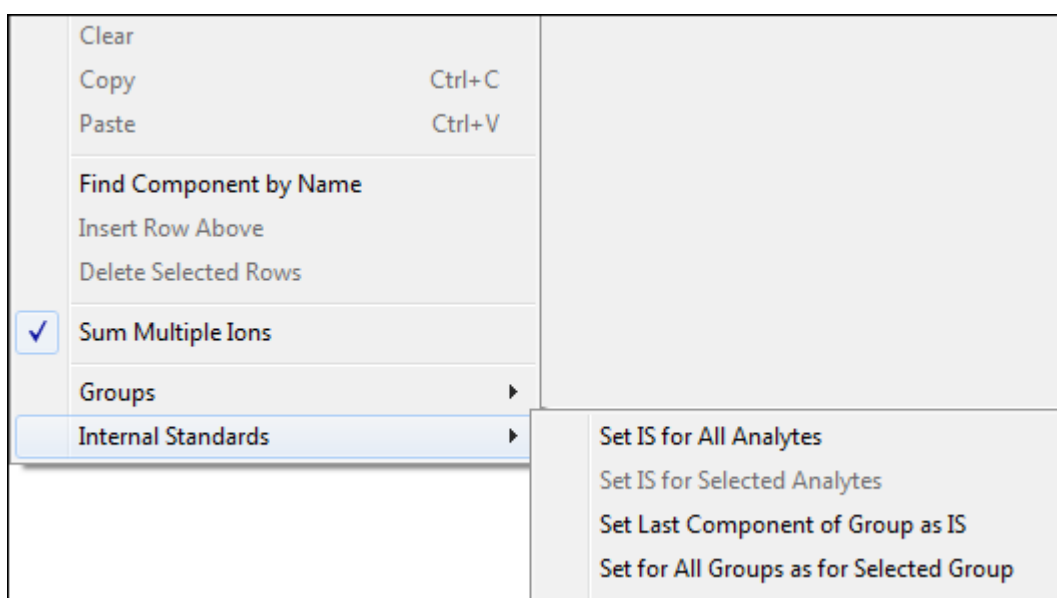 Clear
Copy Ctrl+C
Paste Ctrl+V
Find Component by Name
Insert Row Above
Delete Selected Rows
Sum Multiple Ions
Groups
Internal Standards
Set IS for All Analytes
Set IS for Selected Analytes
Set Last Component of Group as IS
Set for All Groups as for Selected Group